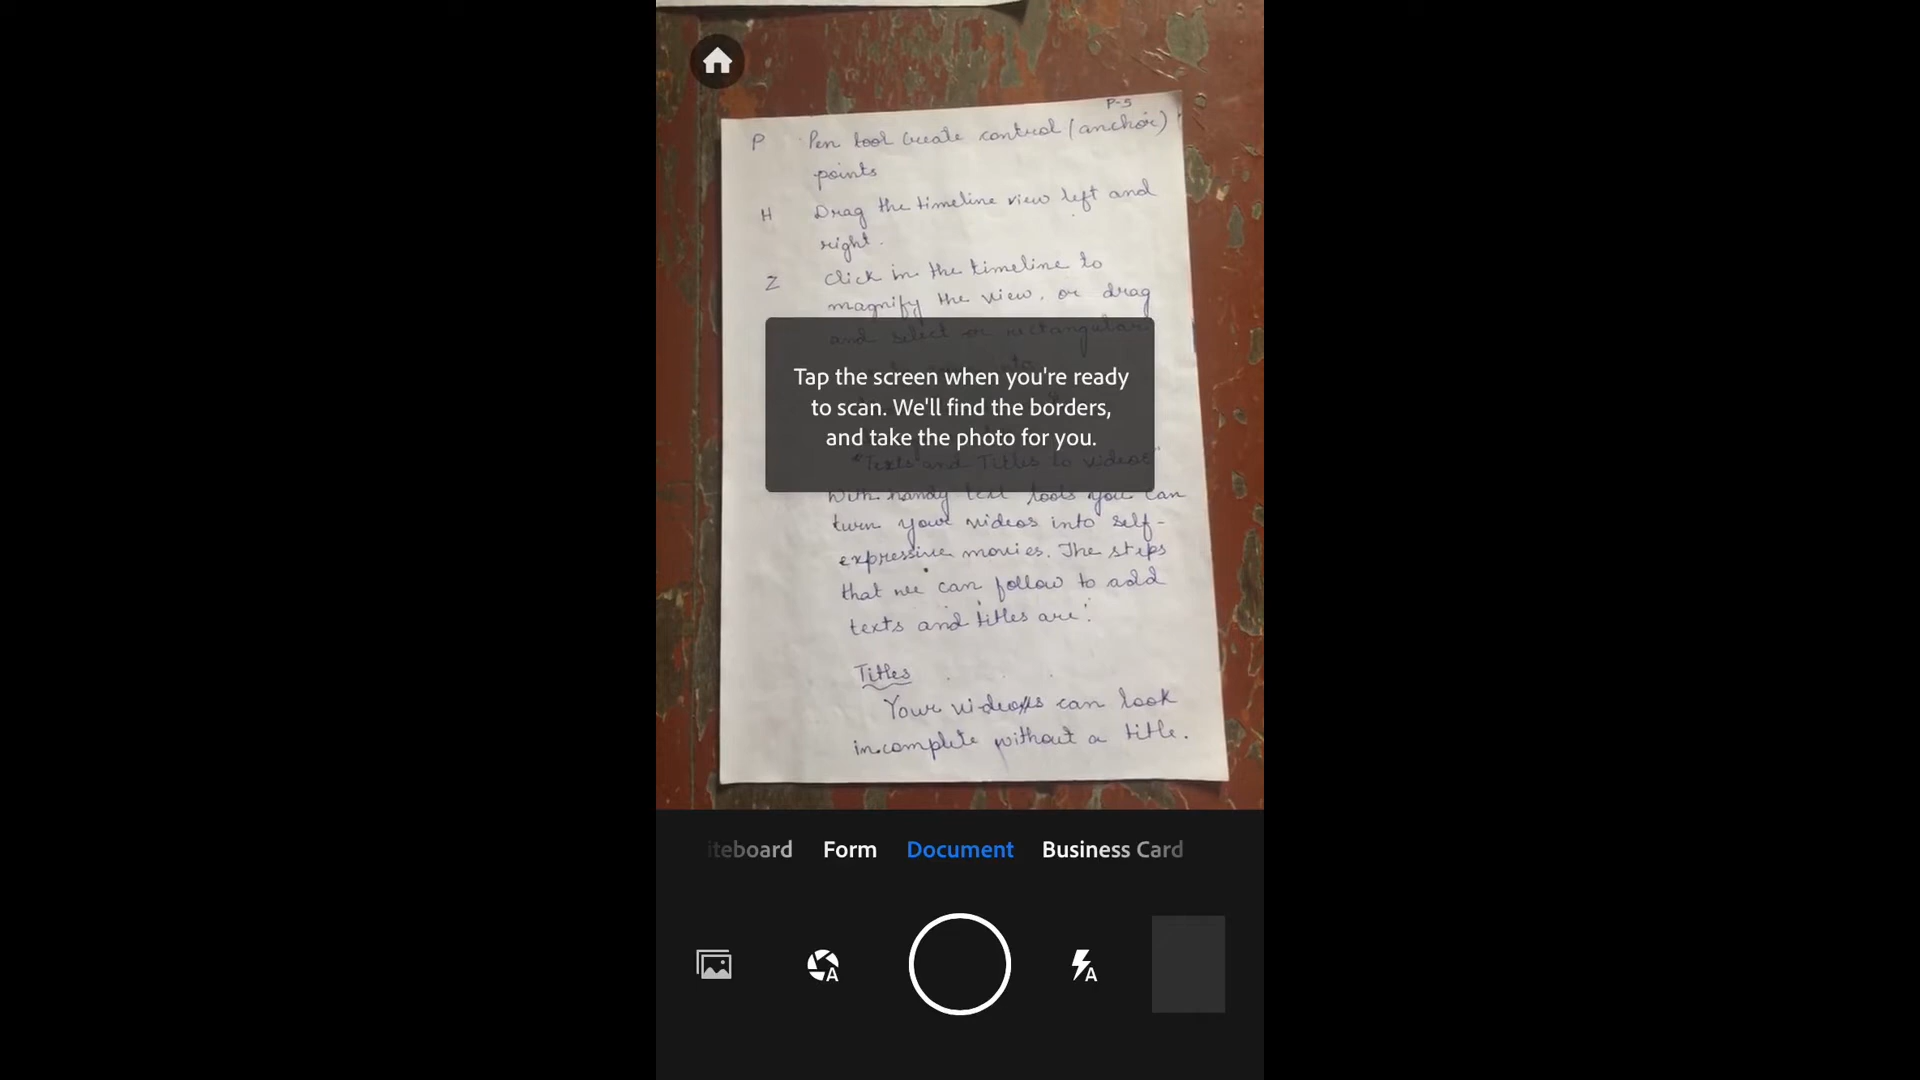 P-5
P Pen tool Create control (anchor)
points
H Drag the timeline view left and
right.
Z Click in the timeline to
magnify the view, or drag
and select rectangular
Tap the screen when you're ready
to scan. We'll find the borders,
and take the photo for you.
"Texts and Titles to videos"
With handy text tools you can
turn your videos into self-
expressive movies. The steps
that we can follow to add
texts and titles are:
Titles
Your videos can look
incomplete without a title.
iteboard Form Document Business Card
A A